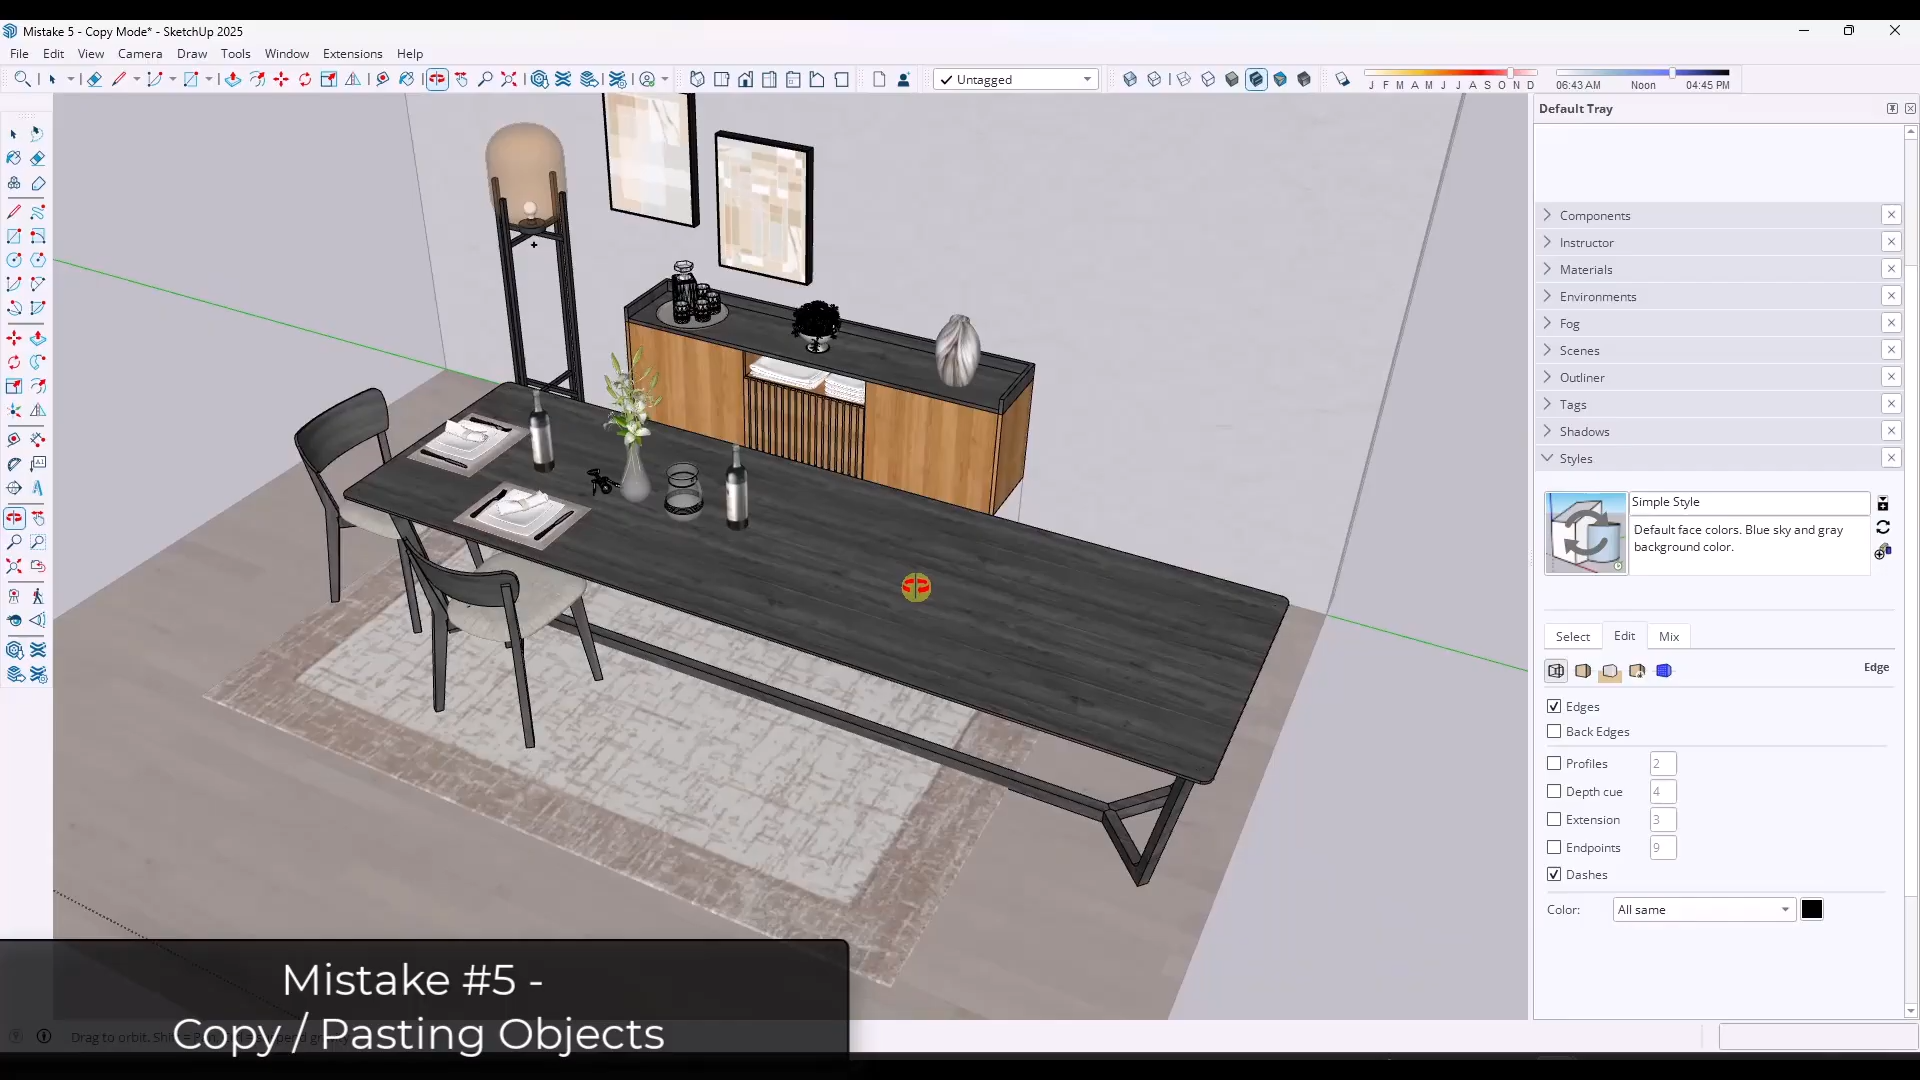 Mistake 5 - Copy Mode* - SketchUp 2025
File Edit View Camera Draw Tools Window Extensions Help
Untagged
J F M A M J J A S O N D
06:43 AM Noon 04:45 PM
Default Tray
Components
Instructor
Materials
Environments
Fog
Scenes
Outliner
Tags
Shadows
Styles
Simple Style
Default face colors. Blue sky and gray
background color.
Select Edit Mix
Edge
Edges
Back Edges
Profiles 2
Depth cue 4
Extension 3
Endpoints 9
Dashes
Color: All same
Mistake #5 -
Copy / Pasting Objects